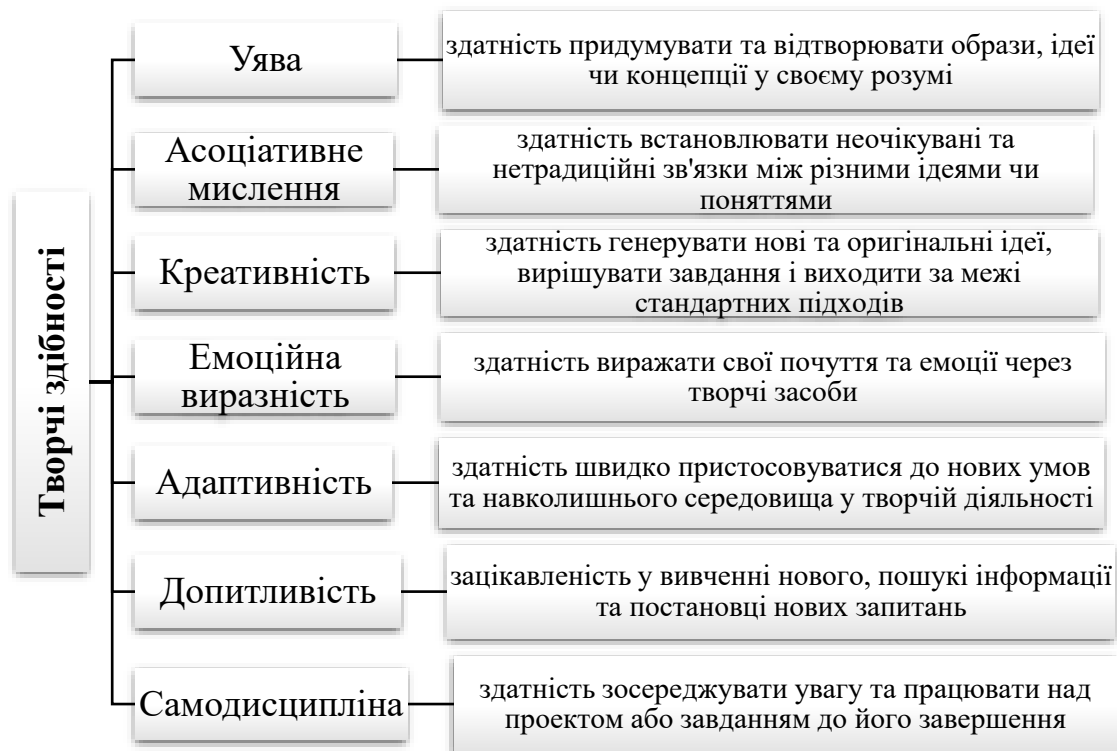 Творчі здібності
Уява
здатність придумувати та відтворювати образи, ідеї
чи концепції у своєму розумі
Асоціативне
мислення
здатність встановлювати неочікувані та
нетрадиційні зв'язки між різними ідеями чи
поняттями
Креативність
здатність генерувати нові та оригінальні ідеї,
вирішувати завдання і виходити за межі
стандартних підходів
Емоційна
виразність
здатність виражати свої почуття та емоції через
творчі засоби
Адаптивність
здатність швидко пристосовуватися до нових умов
та навколишнього середовища у творчій діяльності
Допитливість
зацікавленість у вивченні нового, пошукі інформації
та постановці нових запитань
Самодисципліна
здатність зосереджувати увагу та працювати над
проектом або завданням до його завершення